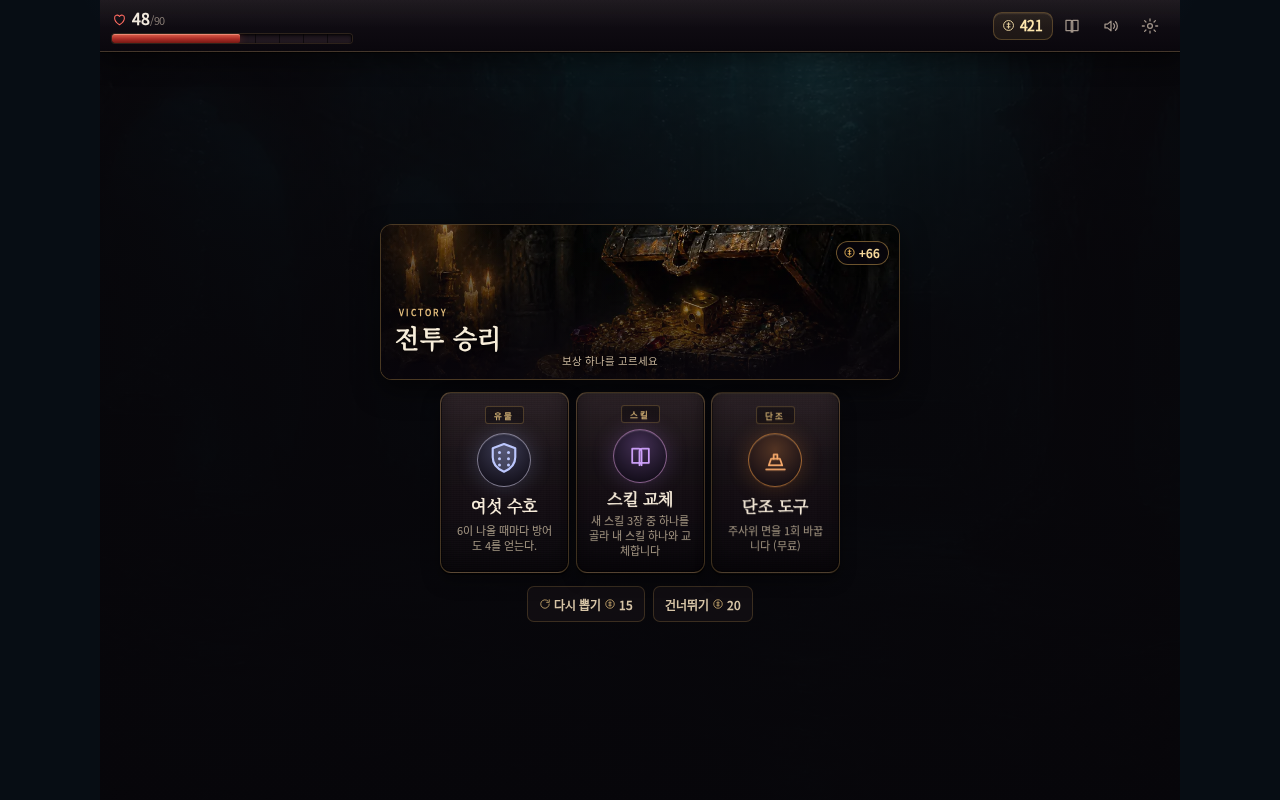 48/90
421
+66
VICTORY
전투 승리
보상 하나를 고르세요
유물
여섯 수호
6이 나올 때마다 방어
도 4를 얻는다.
스킬
스킬 교체
새 스킬 3장 중 하나를
골라 내 스킬 하나와 교
체합니다
단조
단조 도구
주사위 면을 1회 바꿉
니다 (무료)
다시 뽑기 15
건너뛰기 20